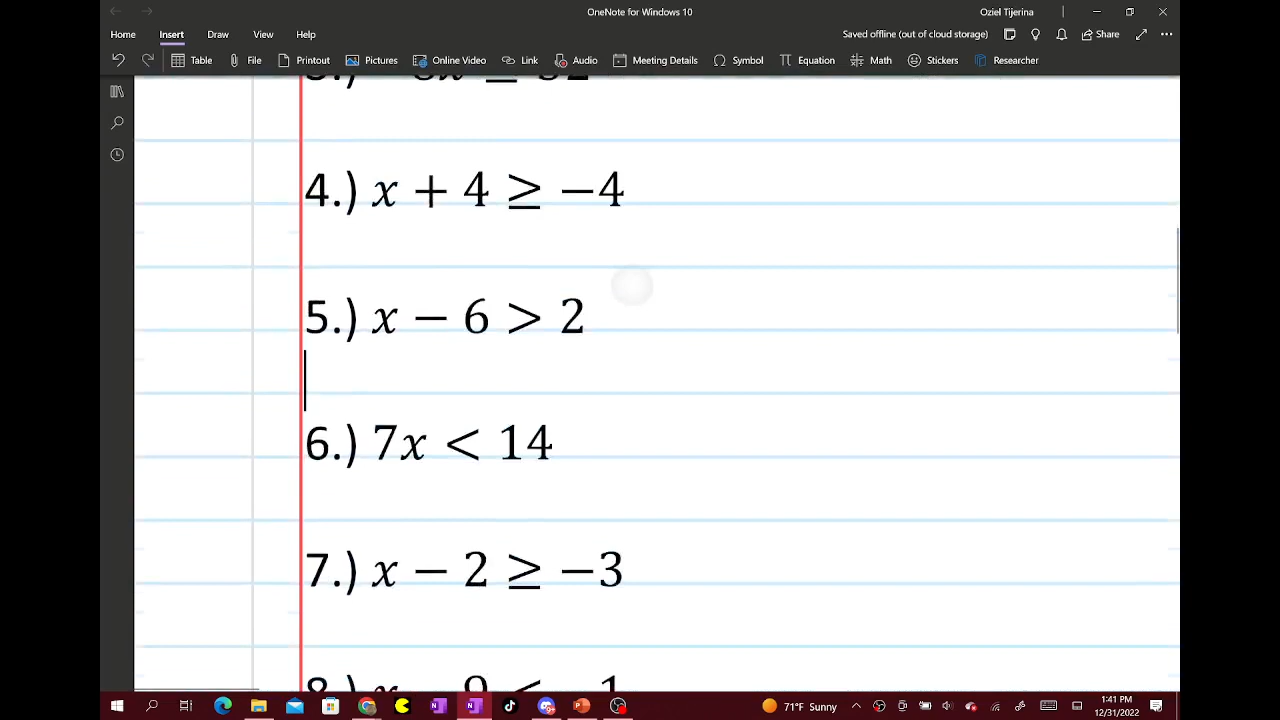 OneNote for Windows 10
Oziel Tijerina
Home Insert Draw View Help
Saved offline (out of cloud storage) Share
Table File Printout Pictures Online Video Link Audio Meeting Details Symbol Equation Math Stickers Researcher
4.) x + 4 ≥ −4
5.) x − 6 > 2
6.) 7x < 14
7.) x − 2 ≥ −3
71°F Sunny
1:41 PM
12/31/2022